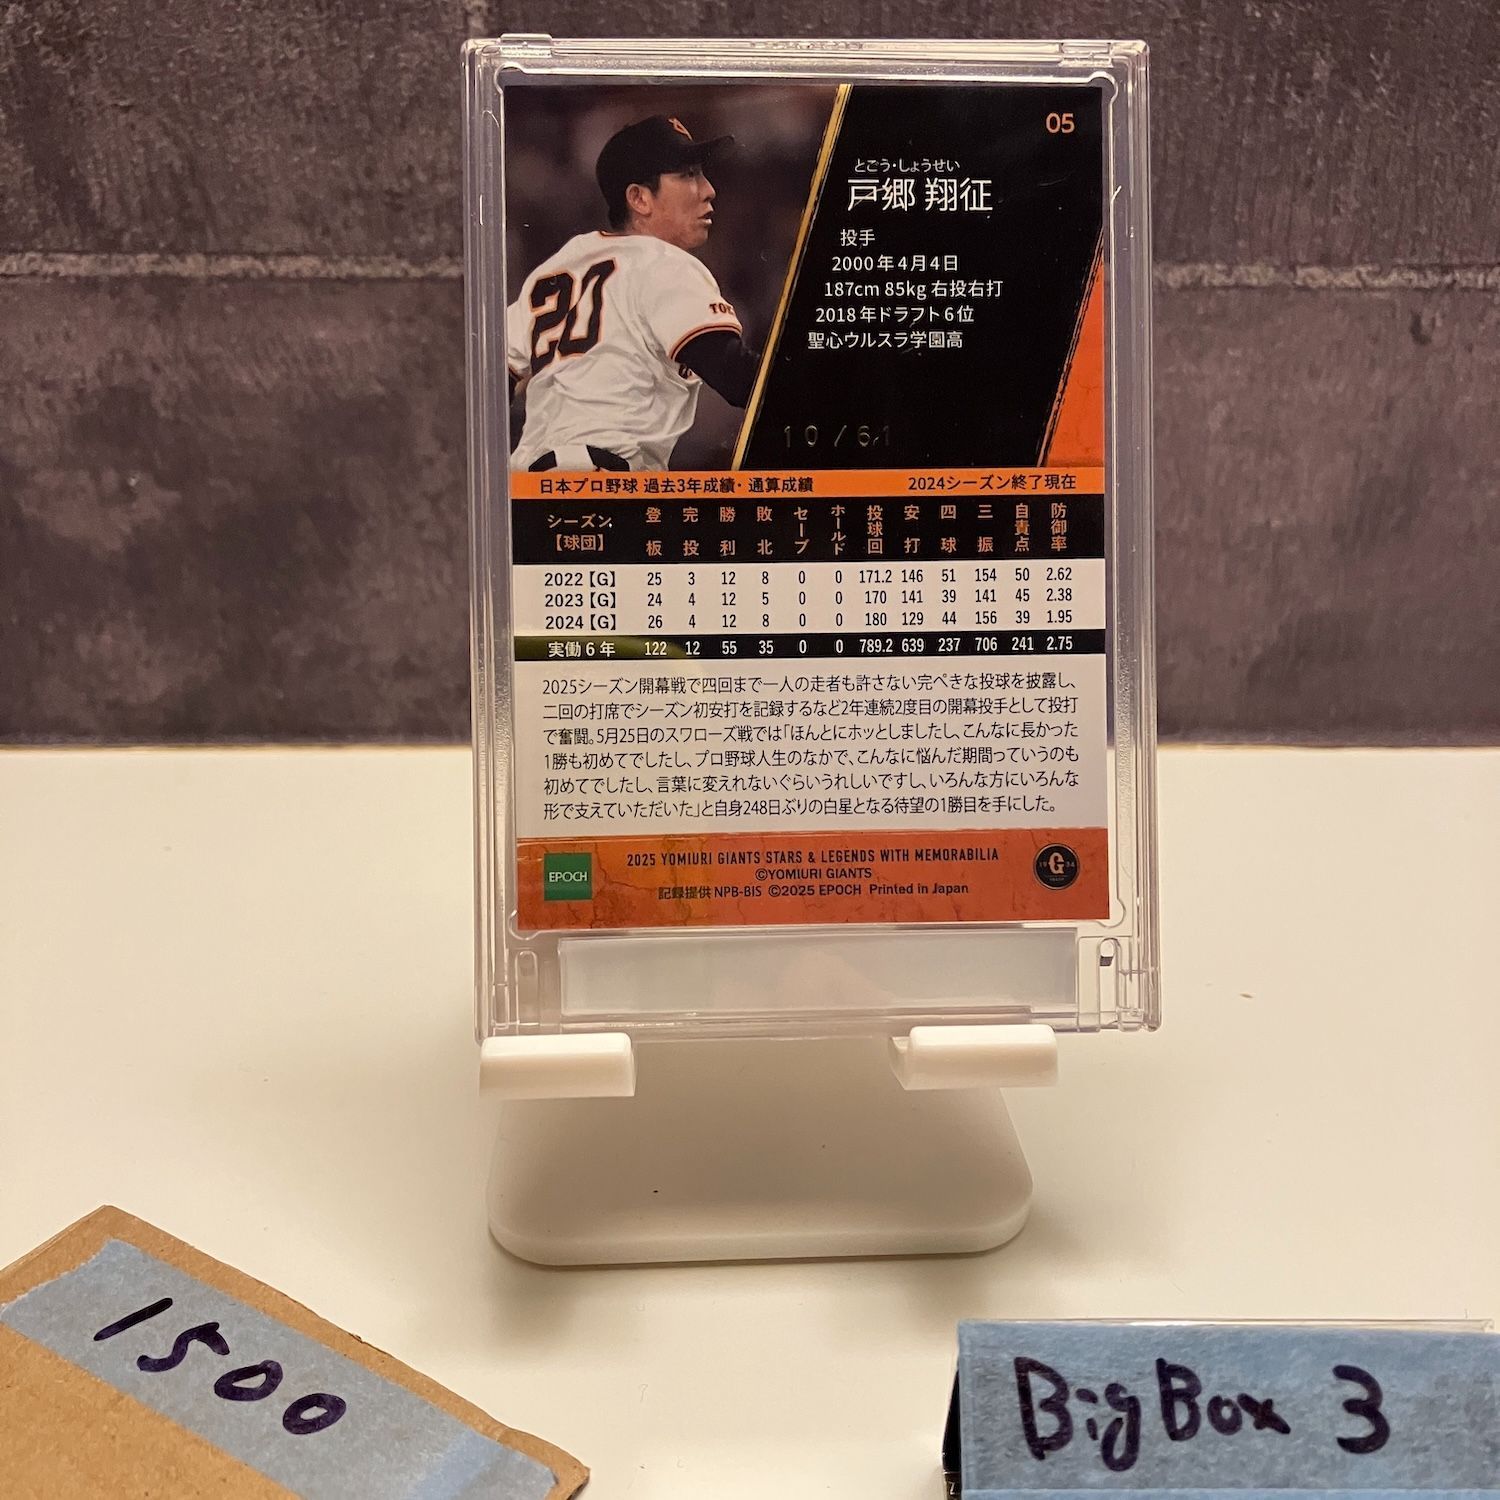 05
とごう・しょうせい
戸郷 翔征
投手
2000年4月4日
187cm 85kg 右投右打
2018年ドラフト6位
聖心ウルスラ学園高
20
10/61
日本プロ野球 過去3年成績・通算成績 2024シーズン終了現在
シーズン【球団】 登板 完投 勝利 敗北 セーブ ホールド 投球回 安打 四球 三振 自責点 防御率
2022【G】 25 3 12 8 0 0 171.2 146 51 154 50 2.62
2023【G】 24 4 12 5 0 0 170 141 39 141 45 2.38
2024【G】 26 4 12 8 0 0 180 129 44 156 39 1.95
実働6年 122 12 55 35 0 0 789.2 639 237 706 241 2.75
2025シーズン開幕戦で四回まで一人の走者も許さない完ぺきな投球を披露し、
二回の打席でシーズン初安打を記録するなど2年連続2度目の開幕投手として投打
で奮闘。5月25日のスワローズ戦では「ほんとにホッとしましたし、こんなに長かった
1勝も初めてでしたし、プロ野球人生のなかで、こんなに悩んだ期間っていうのも
初めてでしたし、言葉に変えれないぐらいうれしいですし、いろんな方にいろんな
形で支えていただいた」と自身248日ぶりの白星となる待望の1勝目を手にした。
EPOCH
2025 YOMIURI GIANTS STARS & LEGENDS WITH MEMORABILIA
©YOMIURI GIANTS
記録提供 NPB-BIS ©2025 EPOCH Printed in Japan
19 G 34
1500
Big Box 3